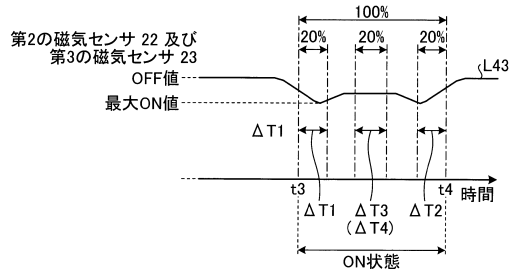 100%
第2の磁気センサ 22 及び
第3の磁気センサ 23
20% 20% 20%
L43
OFF値
最大ON値
ΔT1
t3 t4 時間
ΔT1 ΔT3 ΔT2
(ΔT4)
ON状態